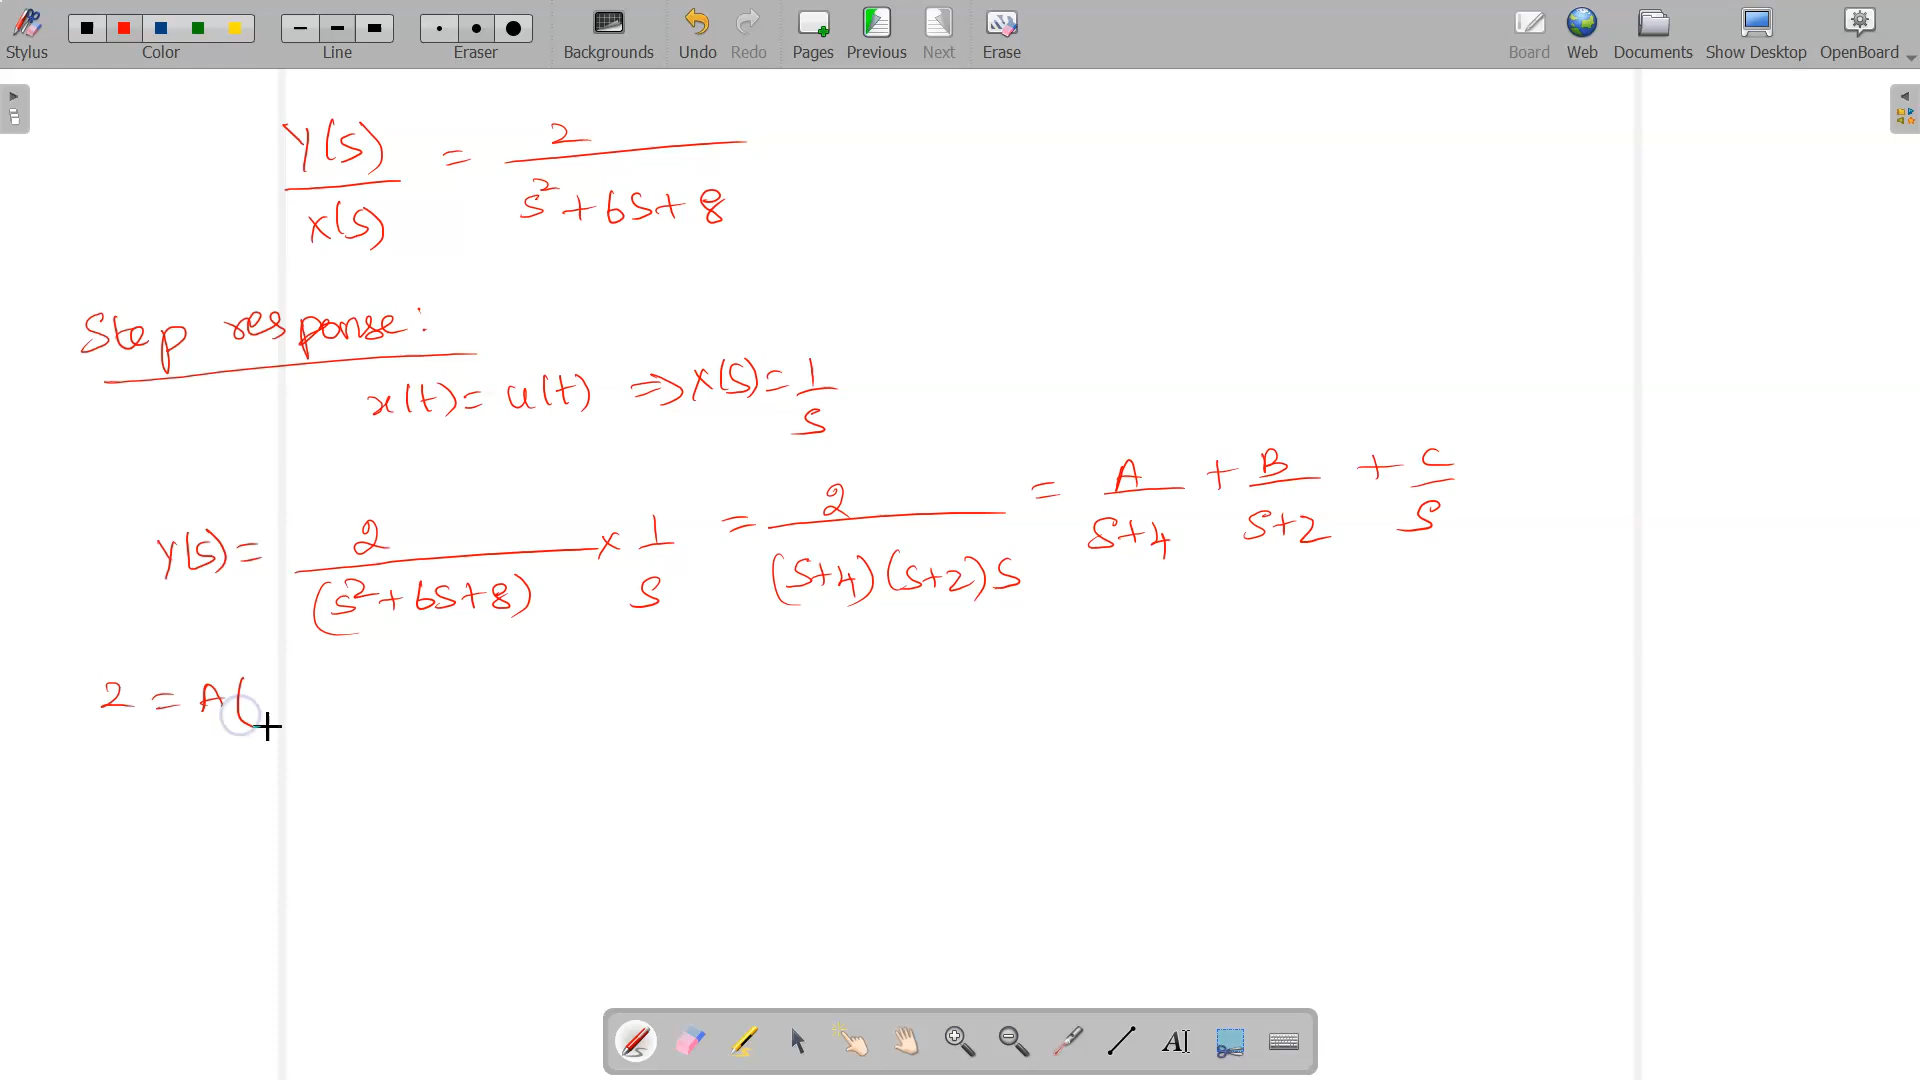 Stylus Color Line Eraser Backgrounds Undo Redo Pages Previous Next Erase Board Web Documents Show Desktop OpenBoard
Y(s)/X(s) = 2/(s²+6s+8)
Step response:
x(t)= u(t) ⇒ X(s)= 1/s
Y(s)= 2/(s²+6s+8) × 1/s = 2/((s+4)(s+2)s) = A/(s+4) + B/(s+2) + C/s
2 = A(